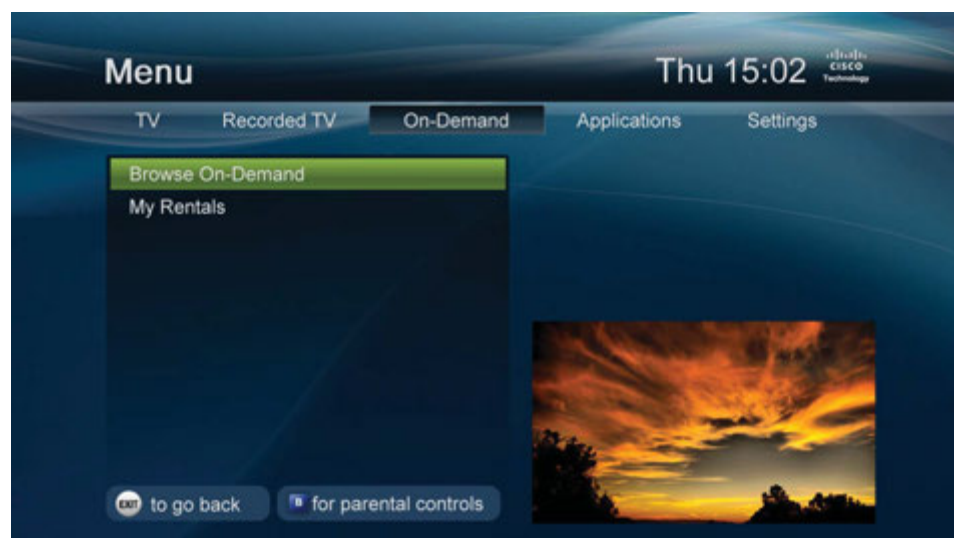 Menu
Thu 15:02
CISCO
Technology
TV Recorded TV On-Demand Applications Settings
Browse On-Demand
My Rentals
EXIT to go back
B for parental controls